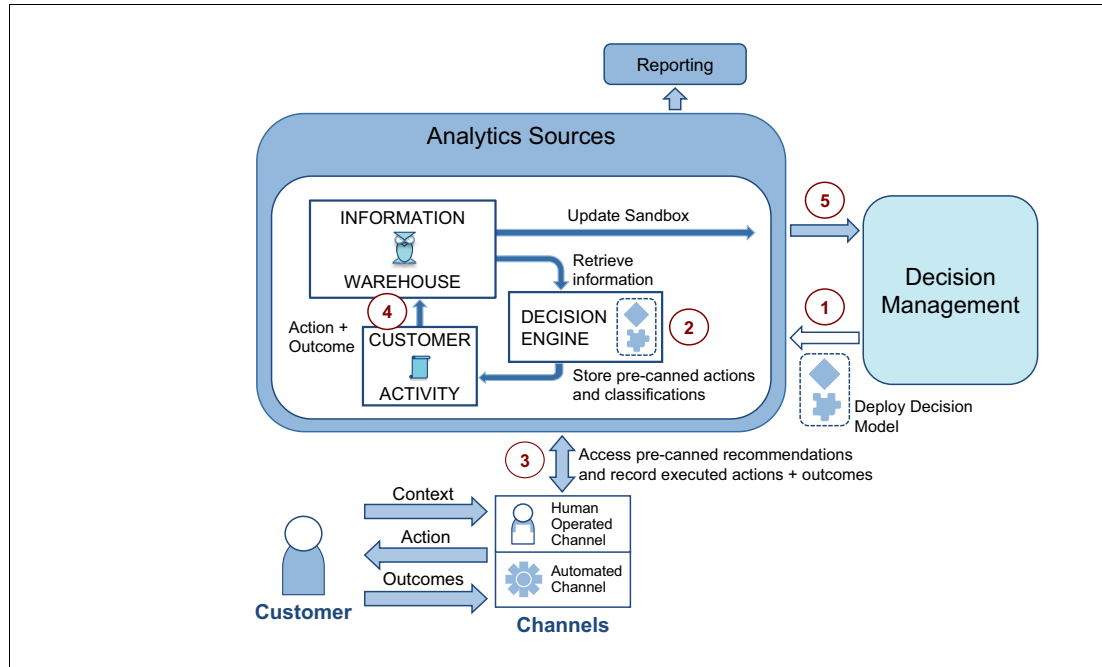 Reporting
Analytics Sources
INFORMATION
WAREHOUSE
Update Sandbox
Retrieve
information
5
Decision
Management
4
Action +
Outcome
CUSTOMER
ACTIVITY
DECISION
ENGINE
2
1
Store pre-canned actions
and classifications
Deploy Decision
Model
3
Access pre-canned recommendations
and record executed actions + outcomes
Context
Action
Outcomes
Customer
Human
Operated
Channel
Automated
Channel
Channels